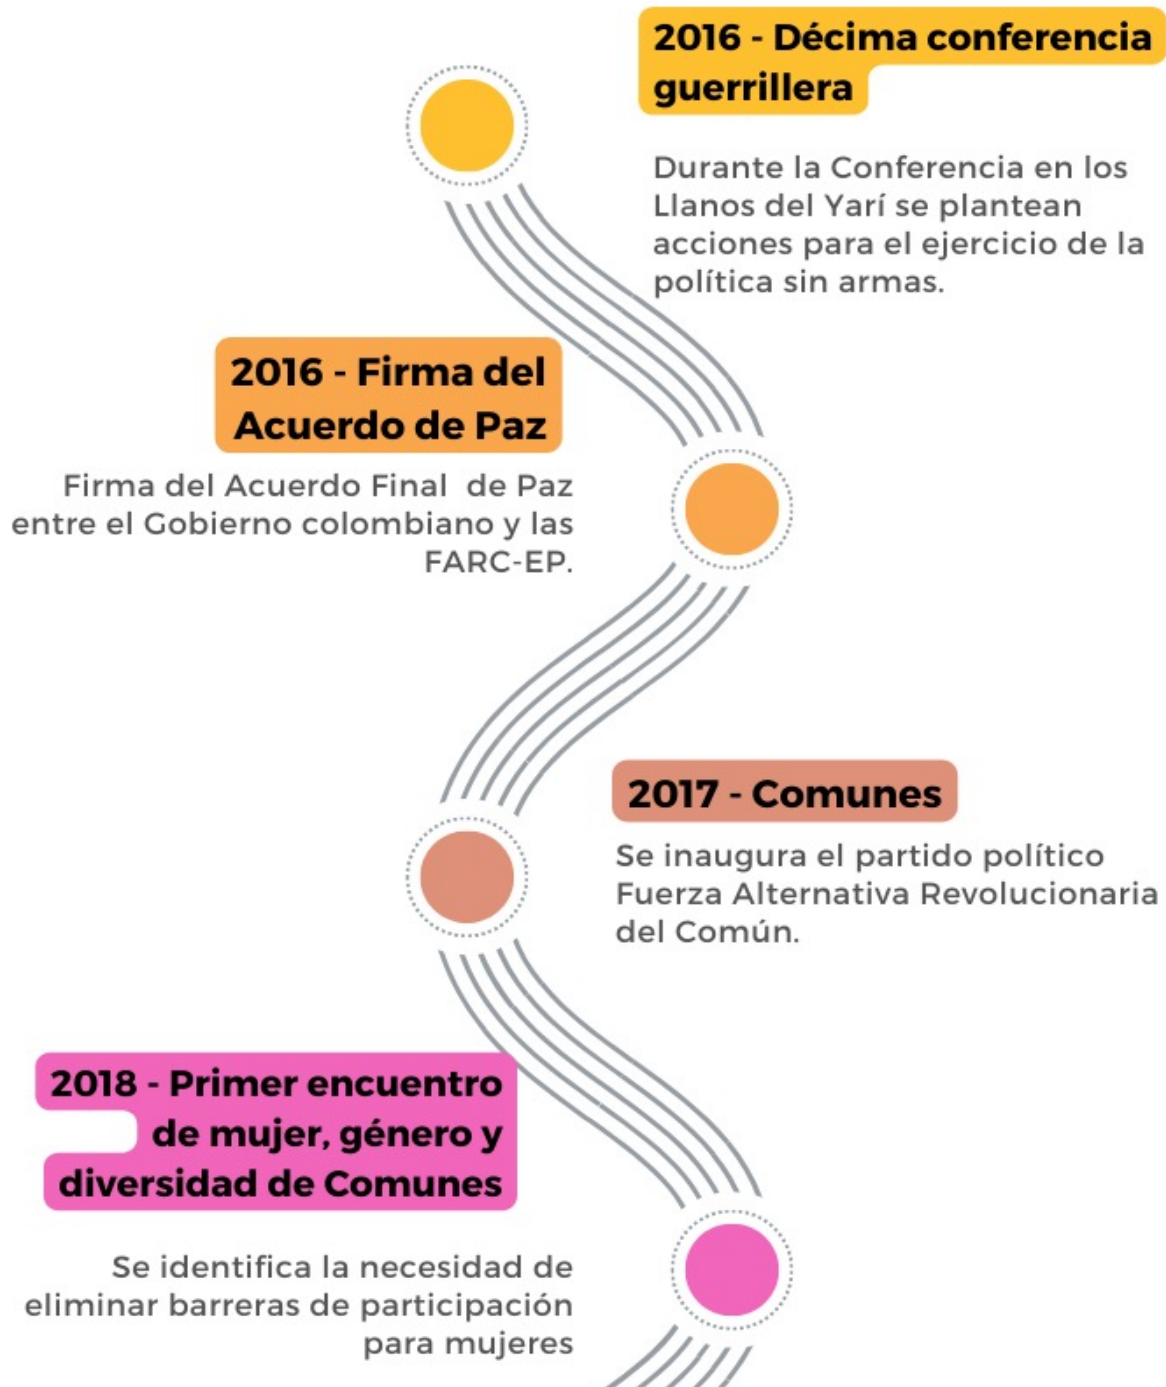 2016 - Décima conferencia
guerrillera
Durante la Conferencia en los
Llanos del Yarí se plantean
acciones para el ejercicio de la
política sin armas.
2016 - Firma del
Acuerdo de Paz
Firma del Acuerdo Final  de Paz
entre el Gobierno colombiano y las
FARC-EP.
2017 - Comunes
Se inaugura el partido político
Fuerza Alternativa Revolucionaria
del Común.
2018 - Primer encuentro
de mujer, género y
diversidad de Comunes
Se identifica la necesidad de
eliminar barreras de participación
para mujeres